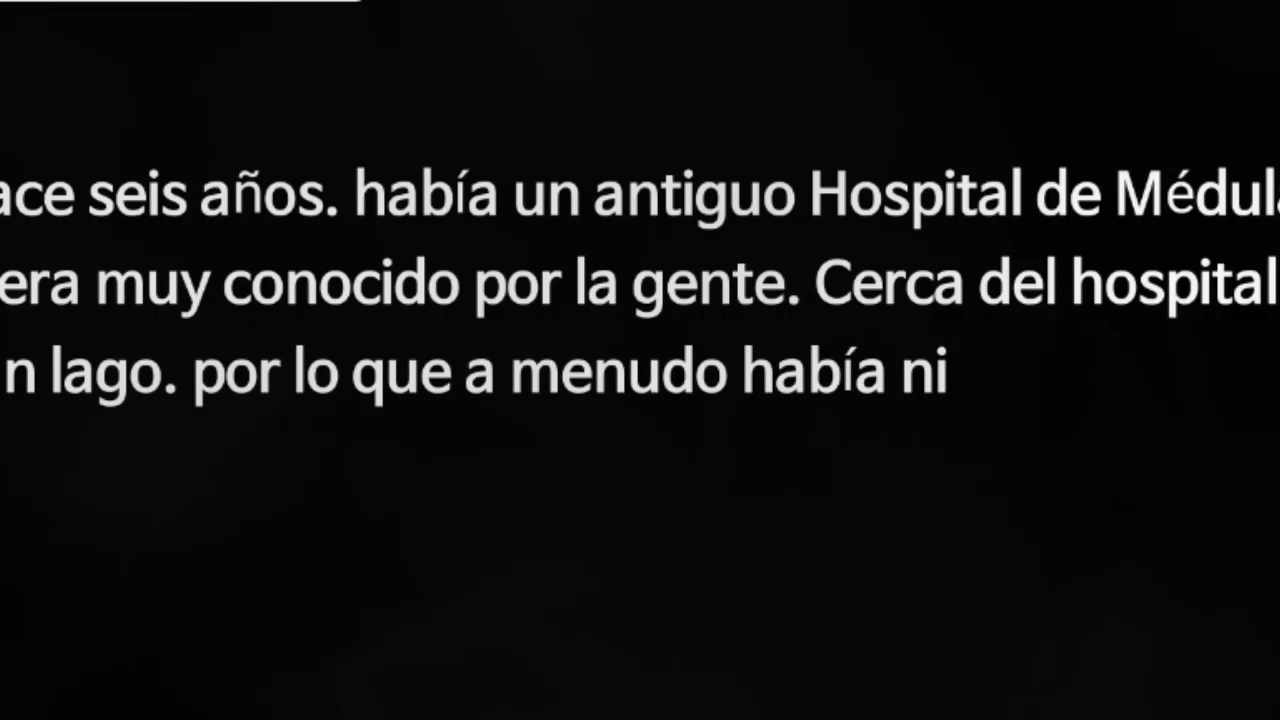 ace seis años. había un antiguo Hospital de Médula
era muy conocido por la gente. Cerca del hospital
n lago. por lo que a menudo había ni